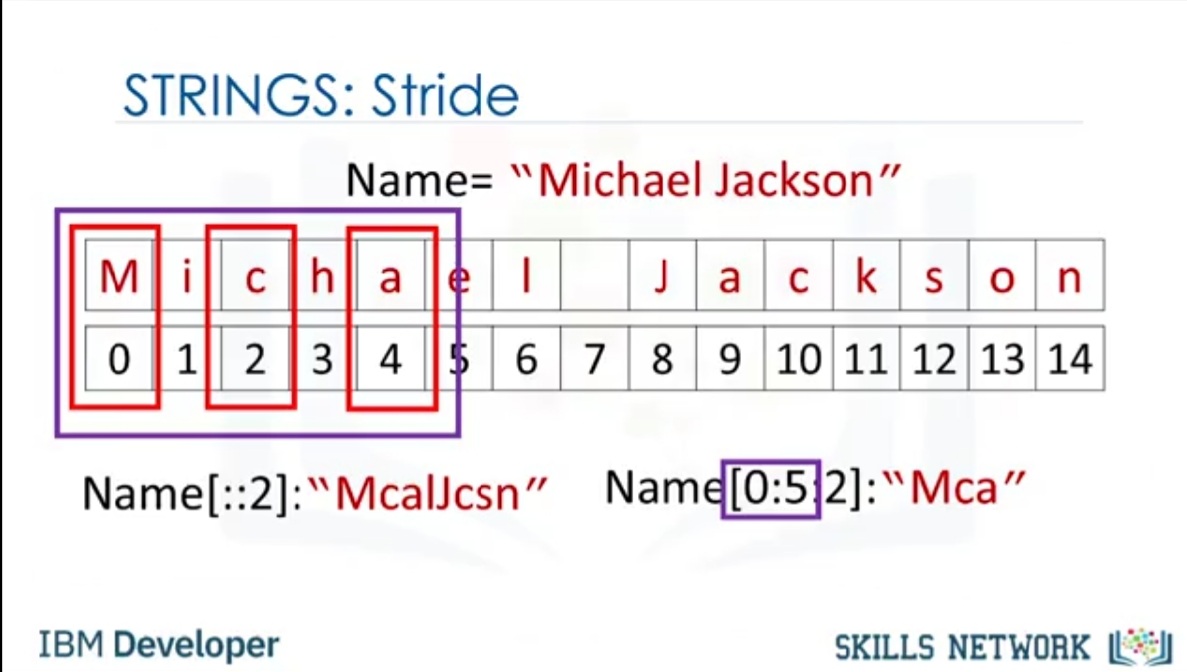 STRINGS: Stride
Name= “Michael Jackson”
M i c h a e l J a c k s o n
0 1 2 3 4 5 6 7 8 9 10 11 12 13 14
Name[::2]:“McalJcsn” Name[0:5:2]:“Mca”
IBM Developer SKILLS NETWORK